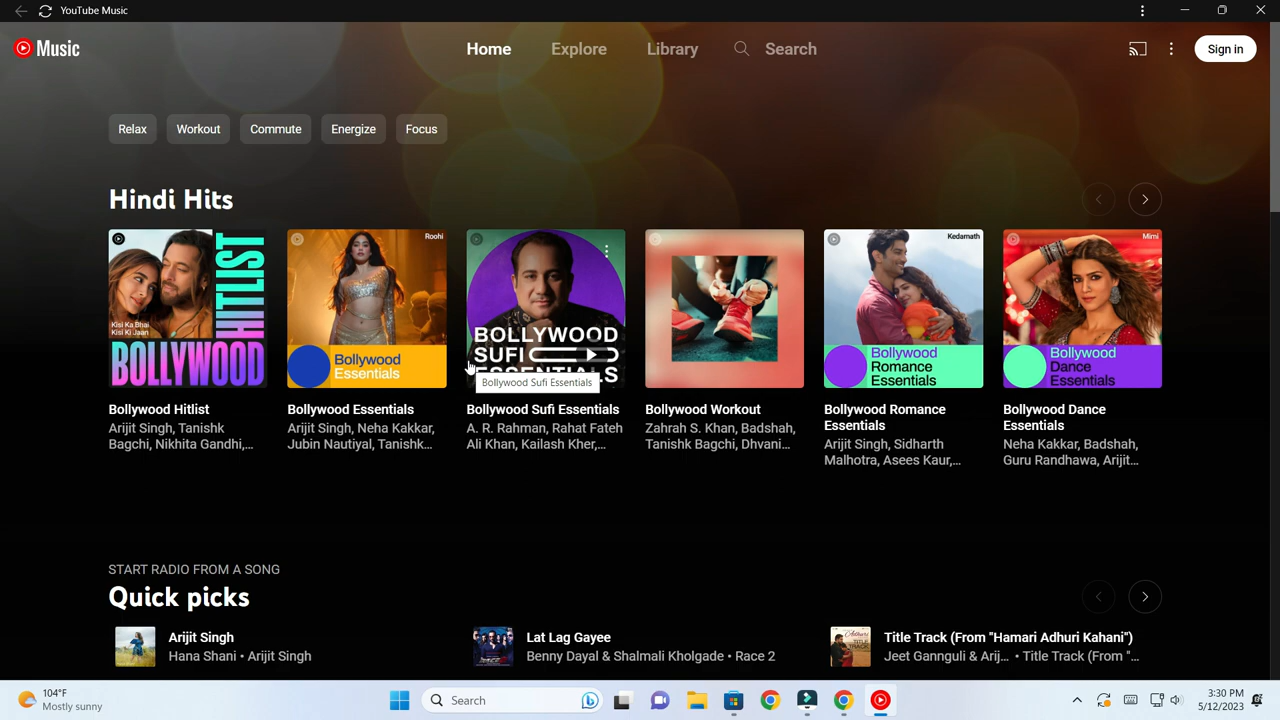 YouTube Music
Music
Home Explore Library Search
Sign in
Relax Workout Commute Energize Focus
Hindi Hits
Kisi Ka Bhai
Kisi Ki Jaan
HITLIST
BOLLYWOOD
Roohi
Bollywood
Essentials
BOLLYWOOD
SUFI
ESSENTIALS
Bollywood Sufi Essentials
Kedarnath
Bollywood
Romance
Essentials
Mimi
Bollywood
Dance
Essentials
Bollywood Hitlist
Arijit Singh, Tanishk
Bagchi, Nikhita Gandhi,...
Bollywood Essentials
Arijit Singh, Neha Kakkar,
Jubin Nautiyal, Tanishk...
Bollywood Sufi Essentials
A. R. Rahman, Rahat Fateh
Ali Khan, Kailash Kher,...
Bollywood Workout
Zahrah S. Khan, Badshah,
Tanishk Bagchi, Dhvani...
Bollywood Romance
Essentials
Arijit Singh, Sidharth
Malhotra, Asees Kaur,...
Bollywood Dance
Essentials
Neha Kakkar, Badshah,
Guru Randhawa, Arijit...
START RADIO FROM A SONG
Quick picks
Arijit Singh
Hana Shani • Arijit Singh
Lat Lag Gayee
Benny Dayal & Shalmali Kholgade • Race 2
Title Track (From "Hamari Adhuri Kahani")
Jeet Gannguli & Arij... • Title Track (From "...
104°F
Mostly sunny
Search
3:30 PM
5/12/2023